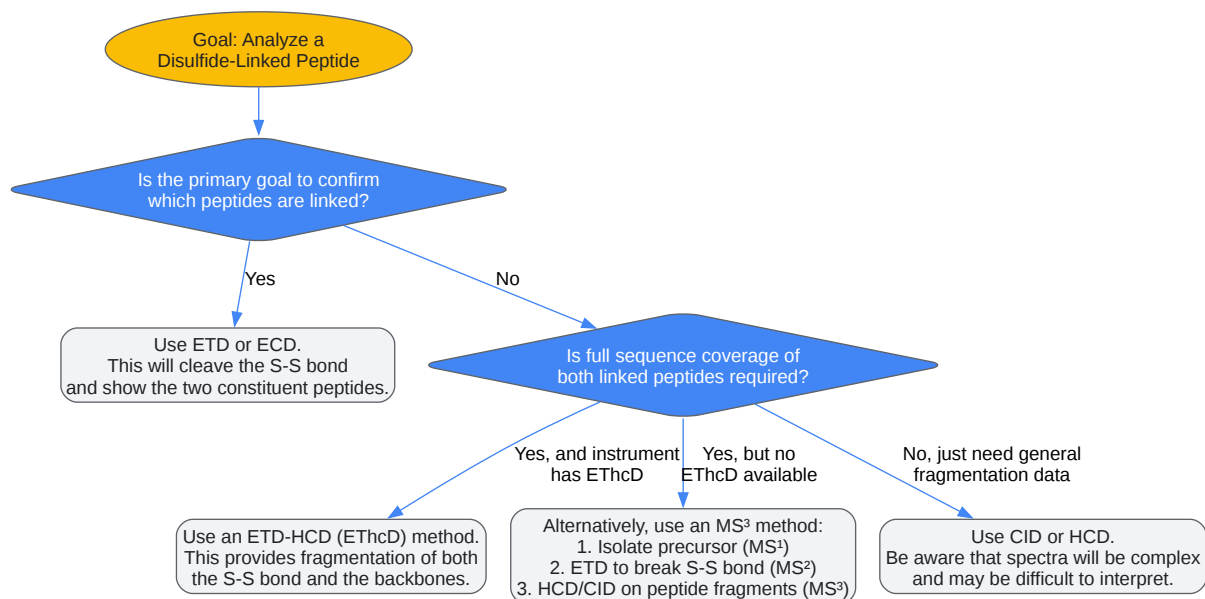 Goal: Analyze a
Disulfide-Linked Peptide
Is the primary goal to confirm
which peptides are linked?
Yes
No
Use ETD or ECD.
This will cleave the S-S bond
and show the two constituent peptides.
Is full sequence coverage of
both linked peptides required?
Yes, and instrument
has EThcD
Yes, but no
EThcD available
No, just need general
fragmentation data
Use an ETD-HCD (EThcD) method.
This provides fragmentation of both
the S-S bond and the backbones.
Alternatively, use an MS³ method:
1. Isolate precursor (MS¹)
2. ETD to break S-S bond (MS²)
3. HCD/CID on peptide fragments (MS³)
Use CID or HCD.
Be aware that spectra will be complex
and may be difficult to interpret.